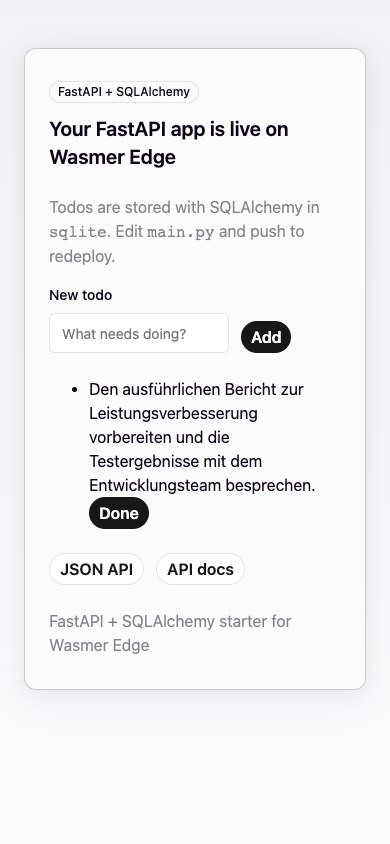 FastAPI + SQLAlchemy
Your FastAPI app is live on
Wasmer Edge
Todos are stored with SQLAlchemy in
sqlite. Edit main.py and push to
redeploy.
New todo
What needs doing?
Add
Den ausführlichen Bericht zur
Leistungsverbesserung
vorbereiten und die
Testergebnisse mit dem
Entwicklungsteam besprechen.
Done
JSON API
API docs
FastAPI + SQLAlchemy starter for
Wasmer Edge